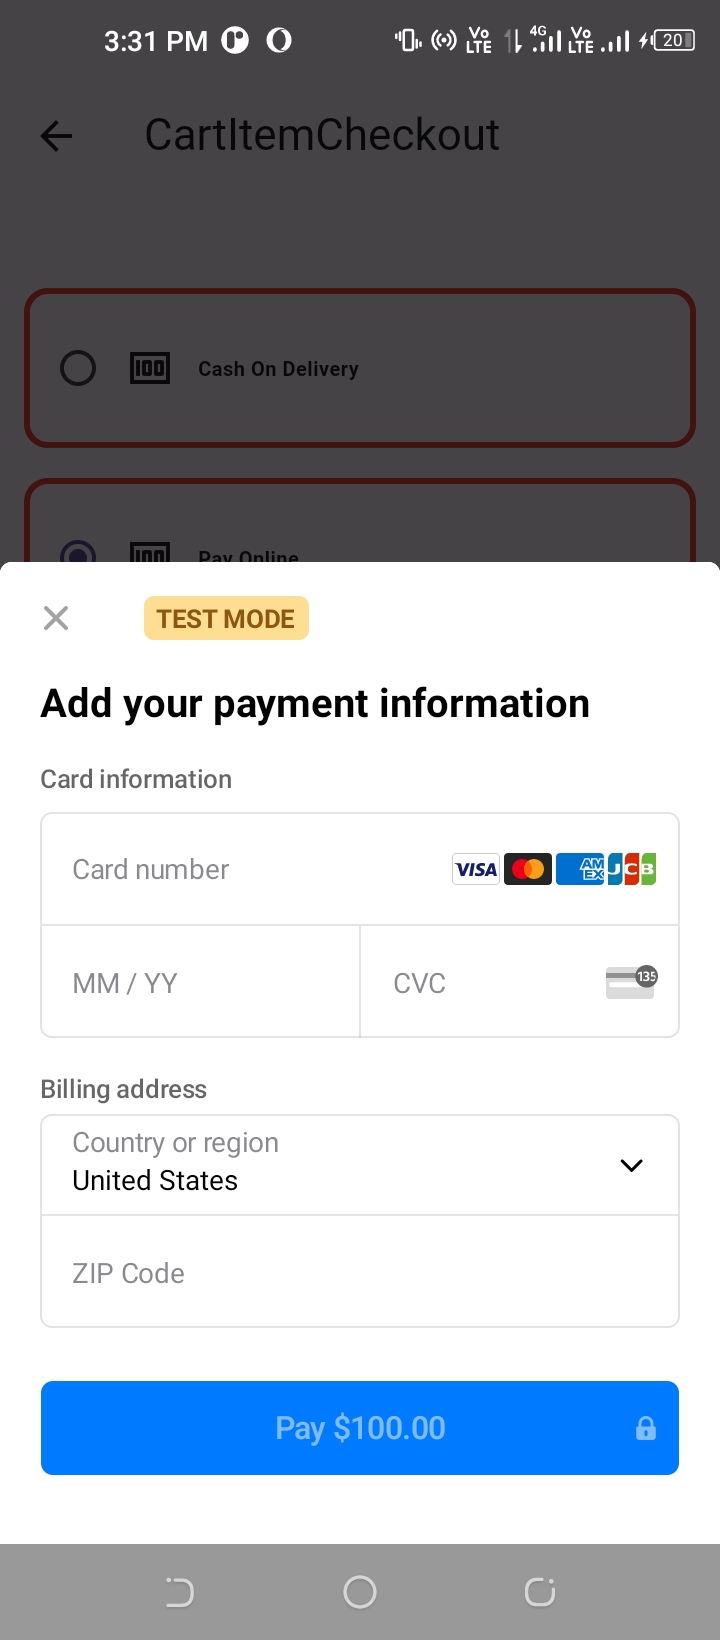 3:31 PM Vo LTE 4G Vo LTE 20
CartItemCheckout
100 Cash On Delivery
100 Pay Online
TEST MODE
Add your payment information
Card information
Card number VISA AM EX JCB
MM / YY CVC 135
Billing address
Country or region
United States
ZIP Code
Pay $100.00